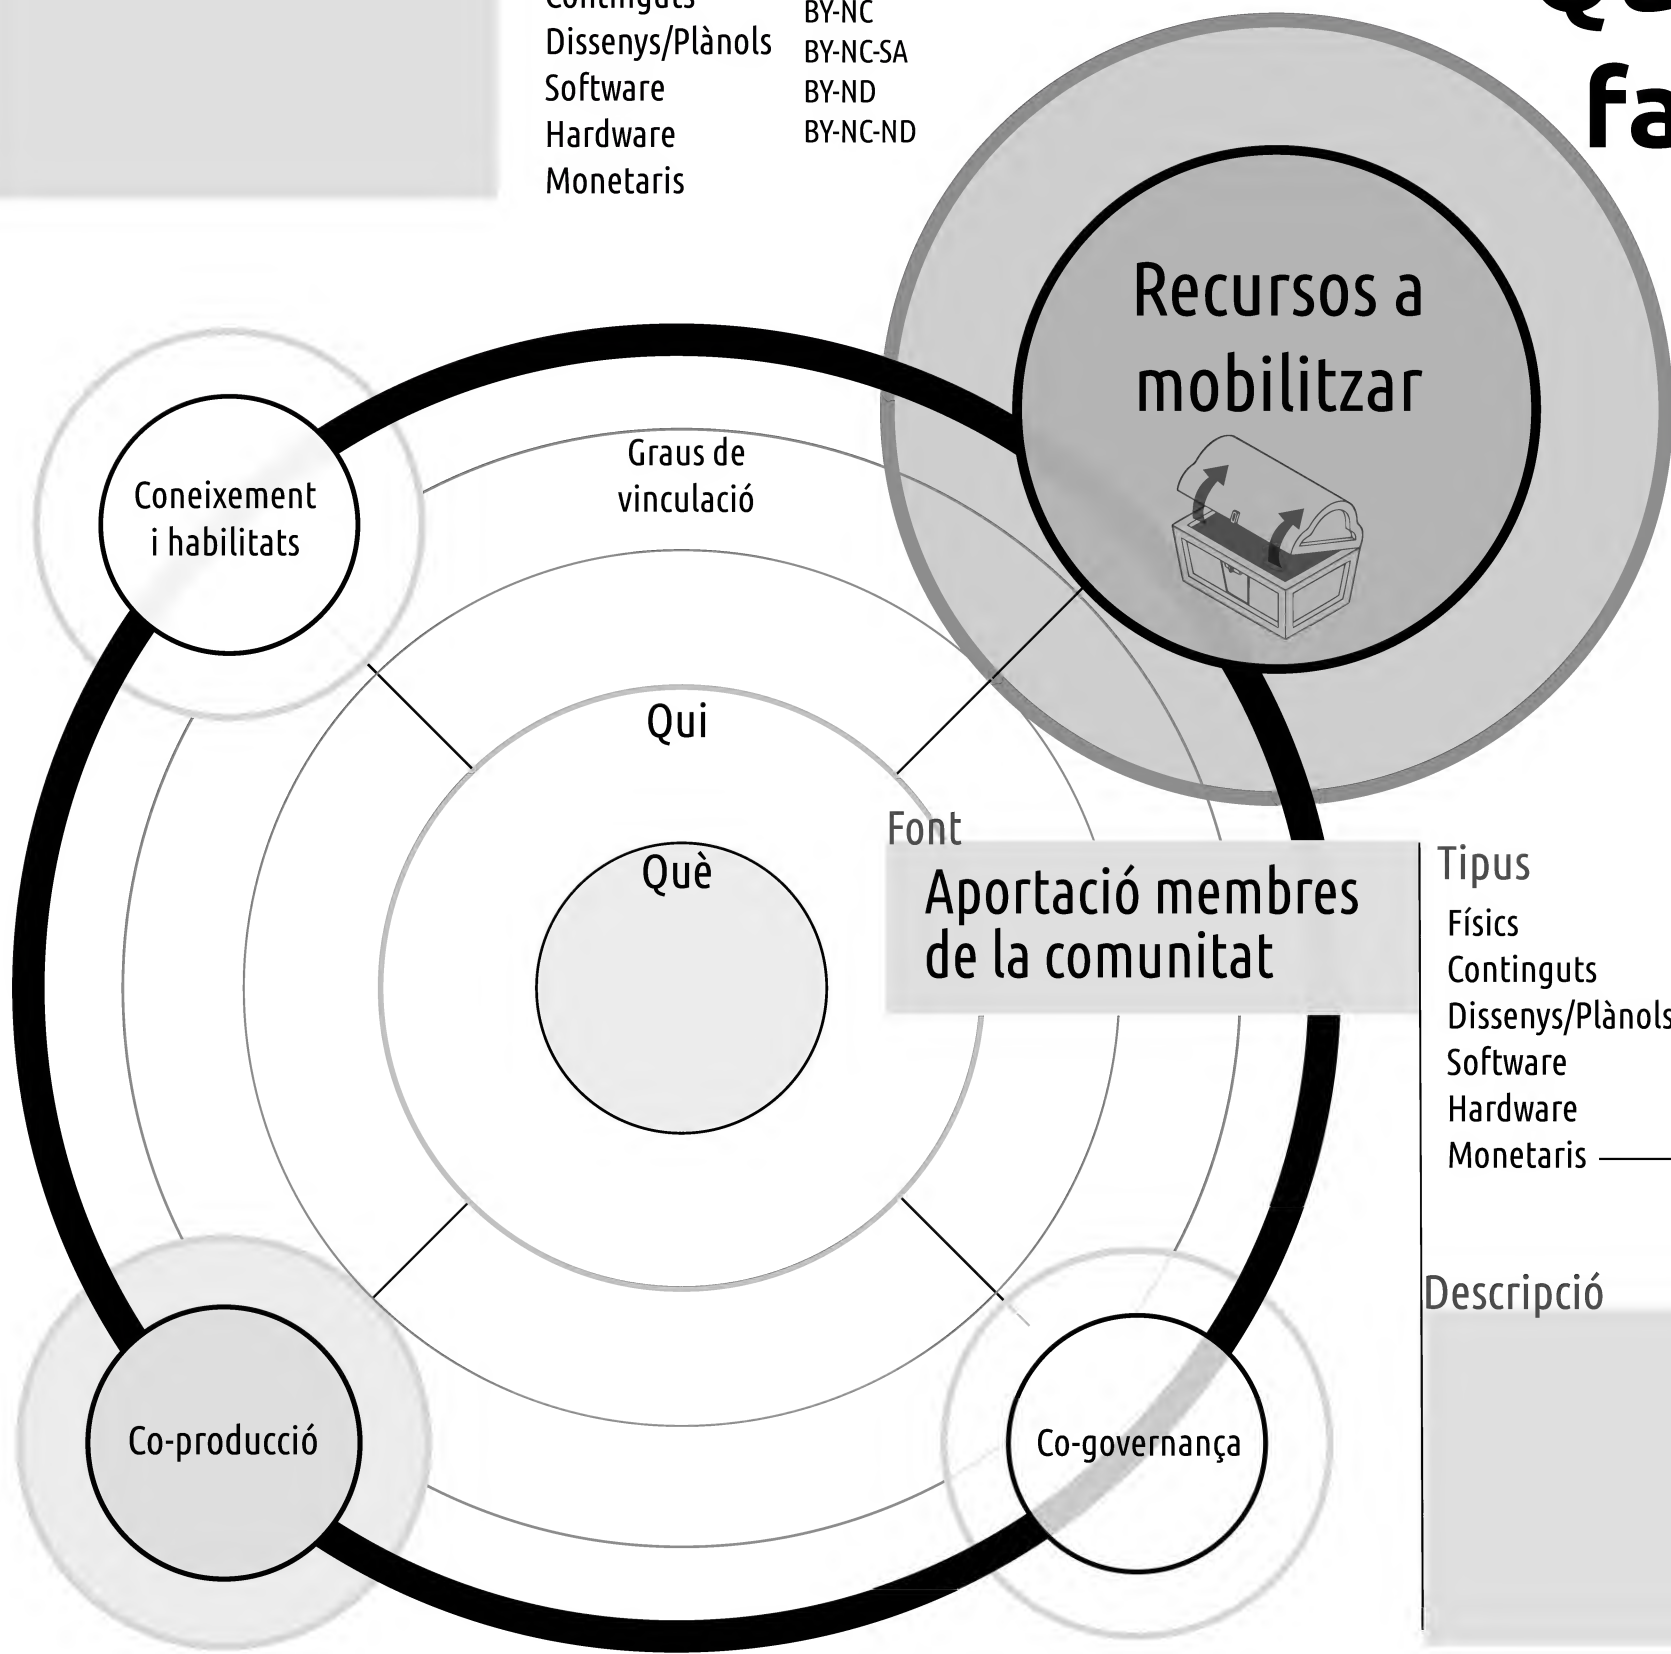 Continguts
Dissenys/Plànols
Software
Hardware
Monetaris
BY-NC
BY-NC-SA
BY-ND
BY-NC-ND
fa
Recursos a
mobilitzar
Coneixement
i habilitats
Graus de
vinculació
Qui
Què
Font
Aportació membres
de la comunitat
Tipus
Físics
Continguts
Dissenys/Plànols
Software
Hardware
Monetaris
Descripció
Co-producció
Co-governança